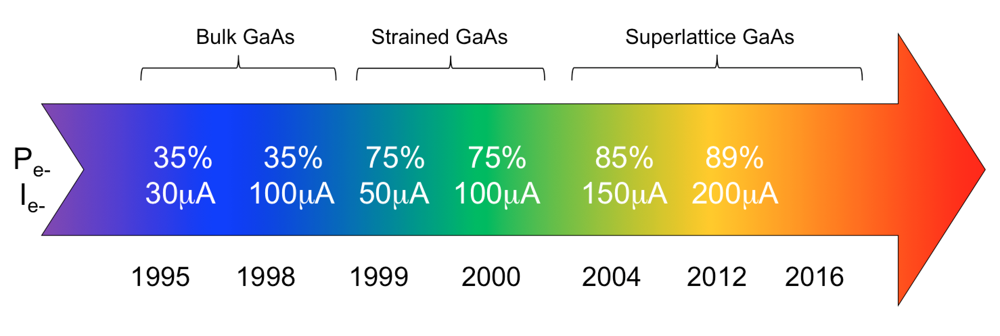 Bulk GaAs Strained GaAs Superlattice GaAs
Pe- 35% 35% 75% 75% 85% 89%
Ie- 30μA 100μA 50μA 100μA 150μA 200μA
1995 1998 1999 2000 2004 2012 2016